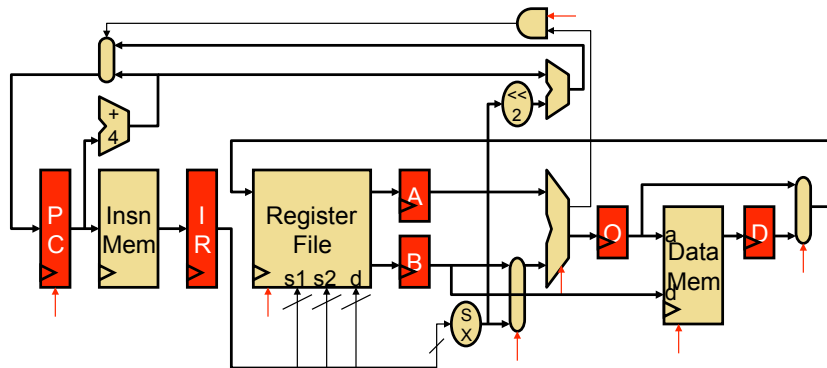 <<
2
+
4
P
C
Insn
Mem
I
R
Register
File
s1 s2 d
A
B
S
X
O
a
Data
d
Mem
D